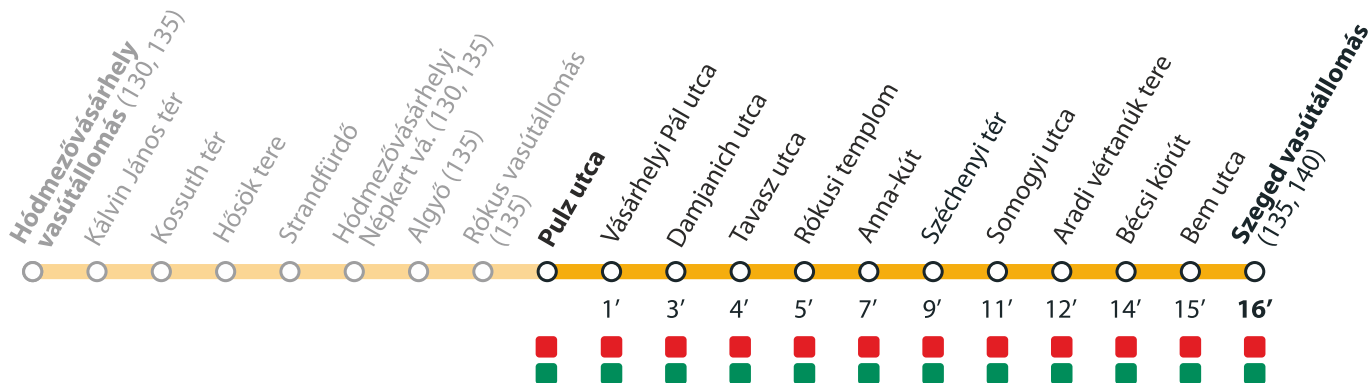 Hódmezővásárhely
vasútállomás (130, 135)
Kálvin János tér
Kossuth tér
Hősök tere
Strandfürdő
Hódmezővásárhelyi
Népkert vá. (130, 135)
Algyő (135)
Rókus vasútállomás
(135)
Pulz utca
Vásárhelyi Pál utca
Damjanich utca
Tavasz utca
Rókusi templom
Anna-kút
Széchenyi tér
Somogyi utca
Aradi vértanúk tere
Bécsi körút
Bem utca
Szeged vasútállomás
(135, 140)
1’ 3’ 4’ 5’ 7’ 9’ 11’ 12’ 14’ 15’ 16’